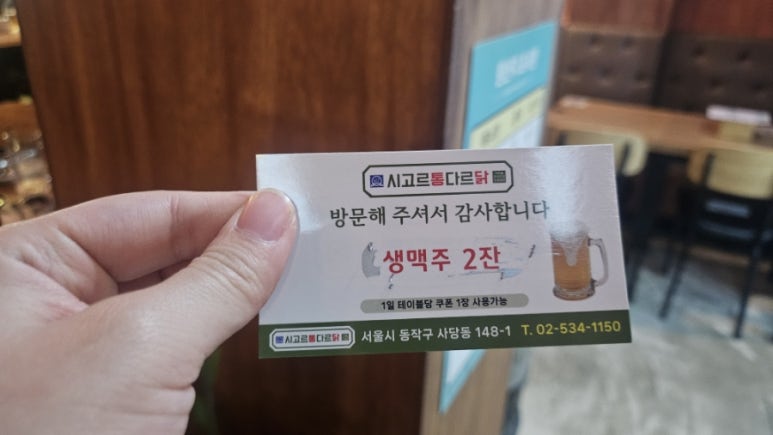 시고르통다르닭
방문해 주셔서 감사합니다
생맥주 2잔
1일 테이블당 쿠폰 1장 사용가능
시고르통다르닭 서울시 동작구 사당동 148-1 T. 02-534-1150